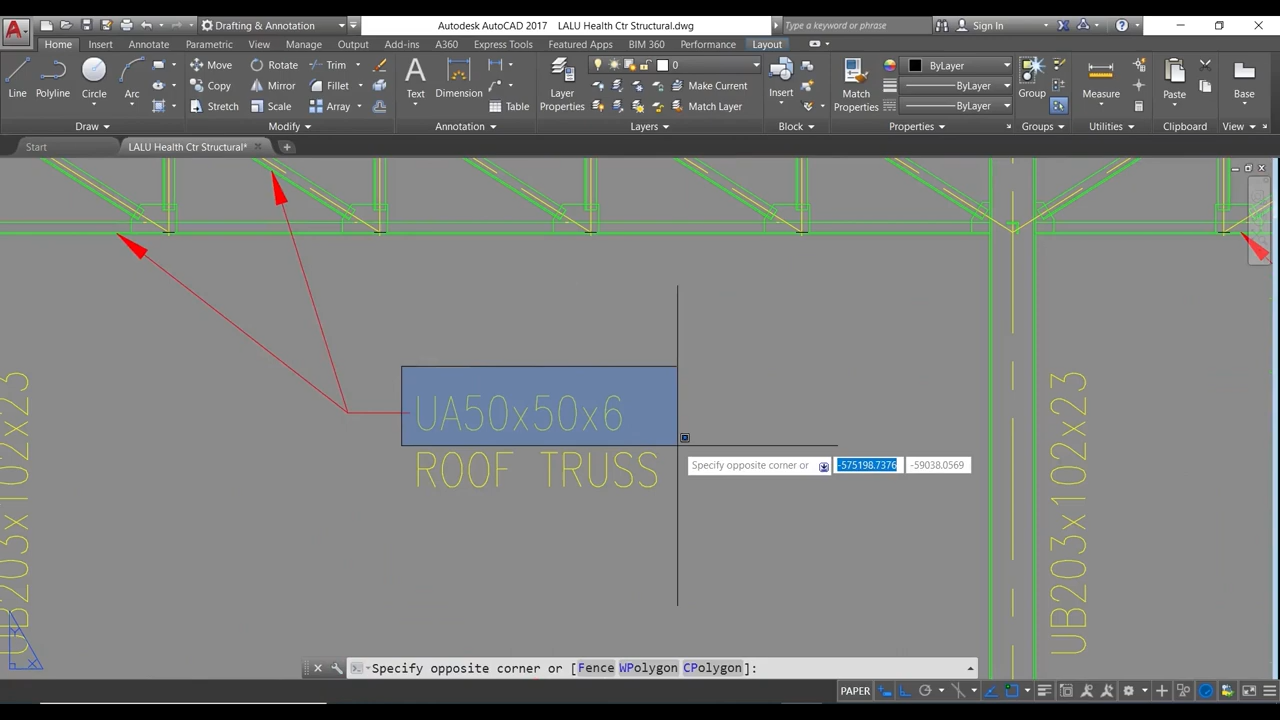 Drafting & Annotation
Autodesk AutoCAD 2017 LALU Health Ctr Structural.dwg
Type a keyword or phrase
Sign In
Home Insert Annotate Parametric View Manage Output Add-ins A360 Express Tools Featured Apps BIM 360 Performance Layout
Line Polyline Circle Arc
Move Rotate Trim
Copy Mirror Fillet
Stretch Scale Array
Text Dimension
Table
Layer
Properties
0
Make Current
Match Layer
Insert
Match
Properties
ByLayer
ByLayer
ByLayer
Group
Measure
Paste
Base
Draw Modify Annotation Layers Block Properties Groups Utilities Clipboard View
Start LALU Health Ctr Structural*
UA50x50x6
ROOF TRUSS
UB203x102x23
UB203x102x23
Specify opposite corner or -575198.7376 -59038.0569
X
Specify opposite corner or [Fence WPolygon CPolygon]:
PAPER